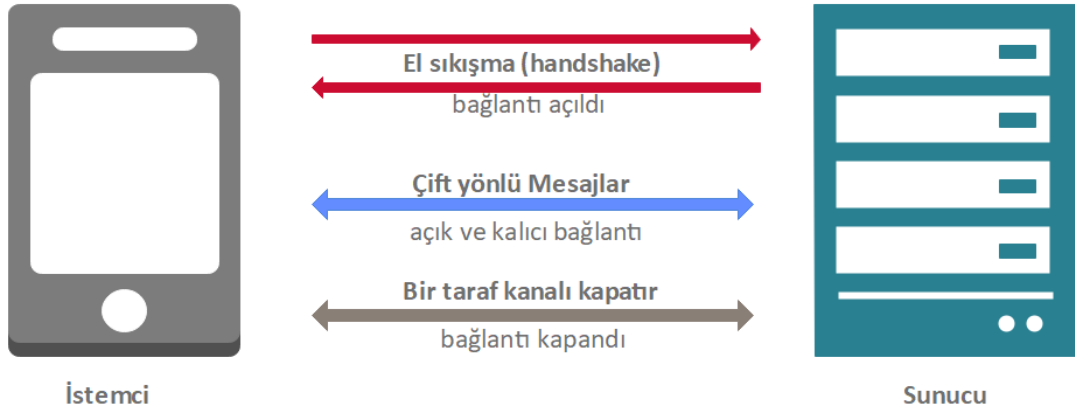 El sıkışma (handshake)
bağlantı açıldı
Çift yönlü Mesajlar
açık ve kalıcı bağlantı
Bir taraf kanalı kapatır
bağlantı kapandı
İstemci
Sunucu